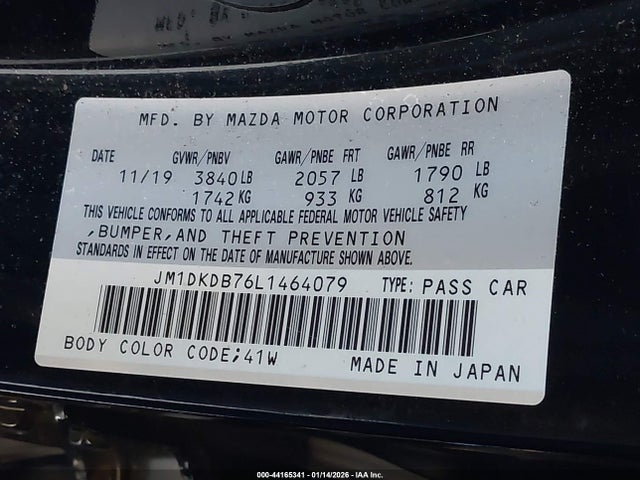 MFD. BY MAZDA MOTOR CORPORATION
DATE GVWR/PNBV GAWR/PNBE FRT GAWR/PNBE RR
11/19 3840LB 2057 LB 1790 LB
1742KG 933 KG 812 KG
THIS VEHICLE CONFORMS TO ALL APPLICABLE FEDERAL MOTOR VEHICLE SAFETY
,BUMPER,AND THEFT PREVENTION
STANDARDS IN EFFECT ON THE DATE OF MANUFACTURE SHOWN ABOVE.
JM1DKDB76L1464079 TYPE: PASS CAR
BODY COLOR CODE;41W MADE IN JAPAN
000-44165341 - 01/14/2026 - IAA Inc.